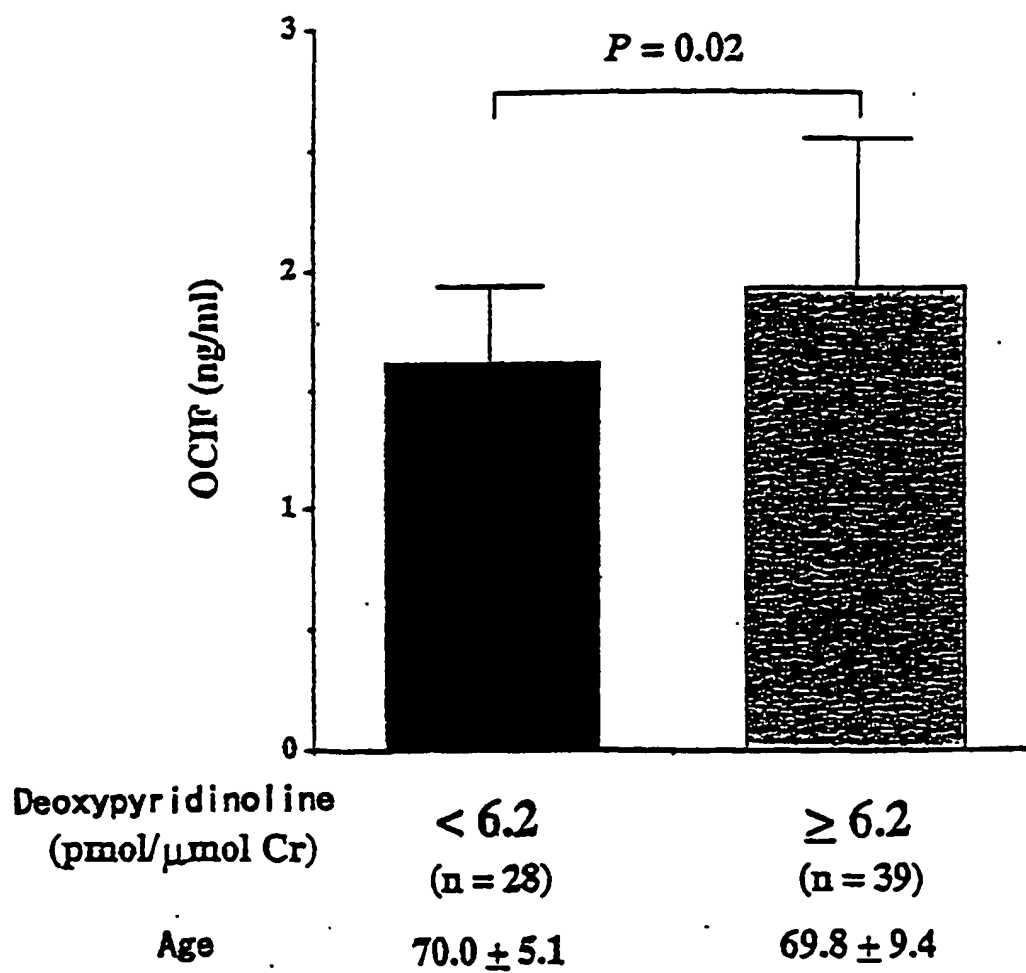 3
P = 0.02
2
OCIF (ng/ml)
1
0
Deoxypyridinoline
(pmol/μmol Cr)
< 6.2
≥ 6.2
(n = 28)
(n = 39)
Age
70.0 ± 5.1
69.8 ± 9.4